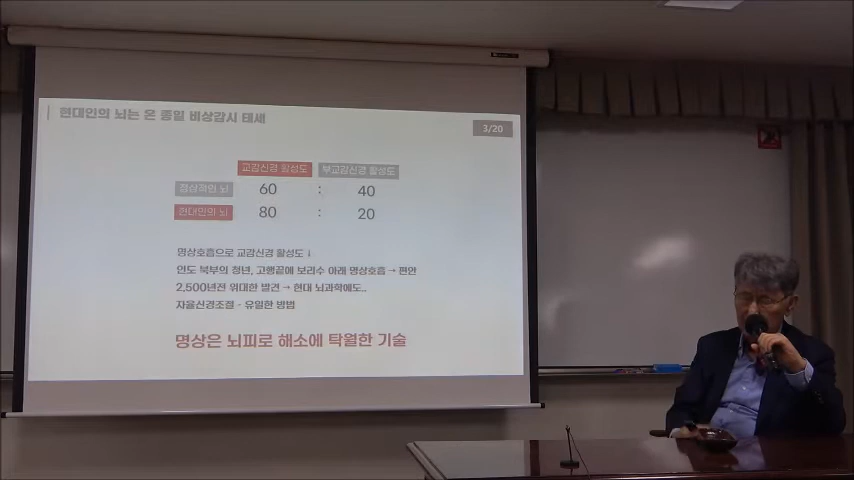 현대인의 뇌는 온 종일 비상감시 태세
3/20
교감신경 활성도 부교감신경 활성도
정상적인 뇌 60 : 40
현대인의 뇌 80 : 20
명상호흡으로 교감신경 활성도 ↓
인도 북부의 청년, 고행끝에 보리수 아래 명상호흡 → 편안
2,500년전 위대한 발견 → 현대 뇌과학에도..
자율신경조절 - 유일한 방법
명상은 뇌피로 해소에 탁월한 기술